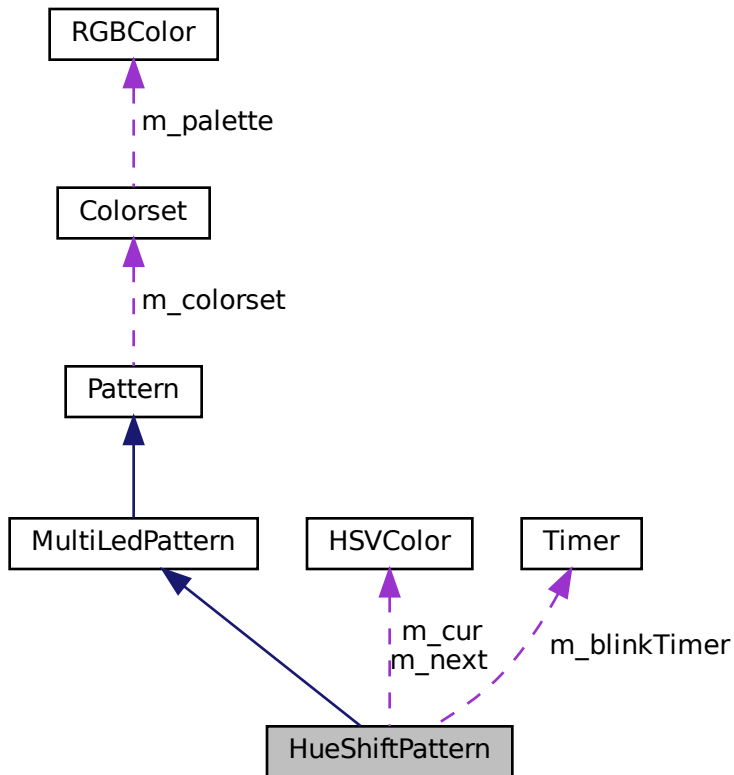 RGBColor
m_palette
Colorset
m_colorset
Pattern
MultiLedPattern
HSVColor
Timer
m_cur
m_next
m_blinkTimer
HueShiftPattern